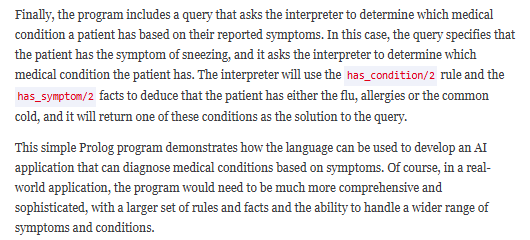 Finally, the program includes a query that asks the interpreter to determine which medical
condition a patient has based on their reported symptoms. In this case, the query specifies that
the patient has the symptom of sneezing, and it asks the interpreter to determine which
medical condition the patient has. The interpreter will use the has_condition/2 rule and the
has_symptom/2 facts to deduce that the patient has either the flu, allergies or the common
cold, and it will return one of these conditions as the solution to the query.
This simple Prolog program demonstrates how the language can be used to develop an AI
application that can diagnose medical conditions based on symptoms. Of course, in a real-
world application, the program would need to be much more comprehensive and
sophisticated, with a larger set of rules and facts and the ability to handle a wider range of
symptoms and conditions.